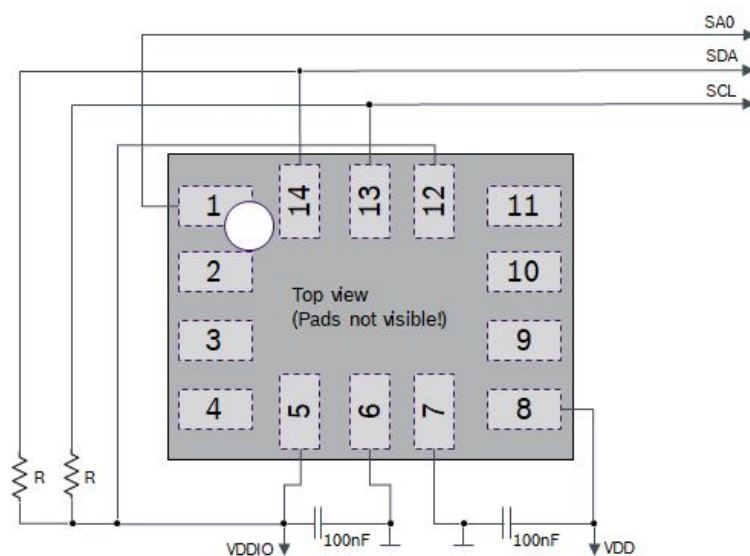 SA0
SDA
SCL
1
14
13
12
11
2
10
Top view
(Pads not visible!)
3
9
4
5
6
7
8
R
R
100nF
100nF
VDDIO
VDD